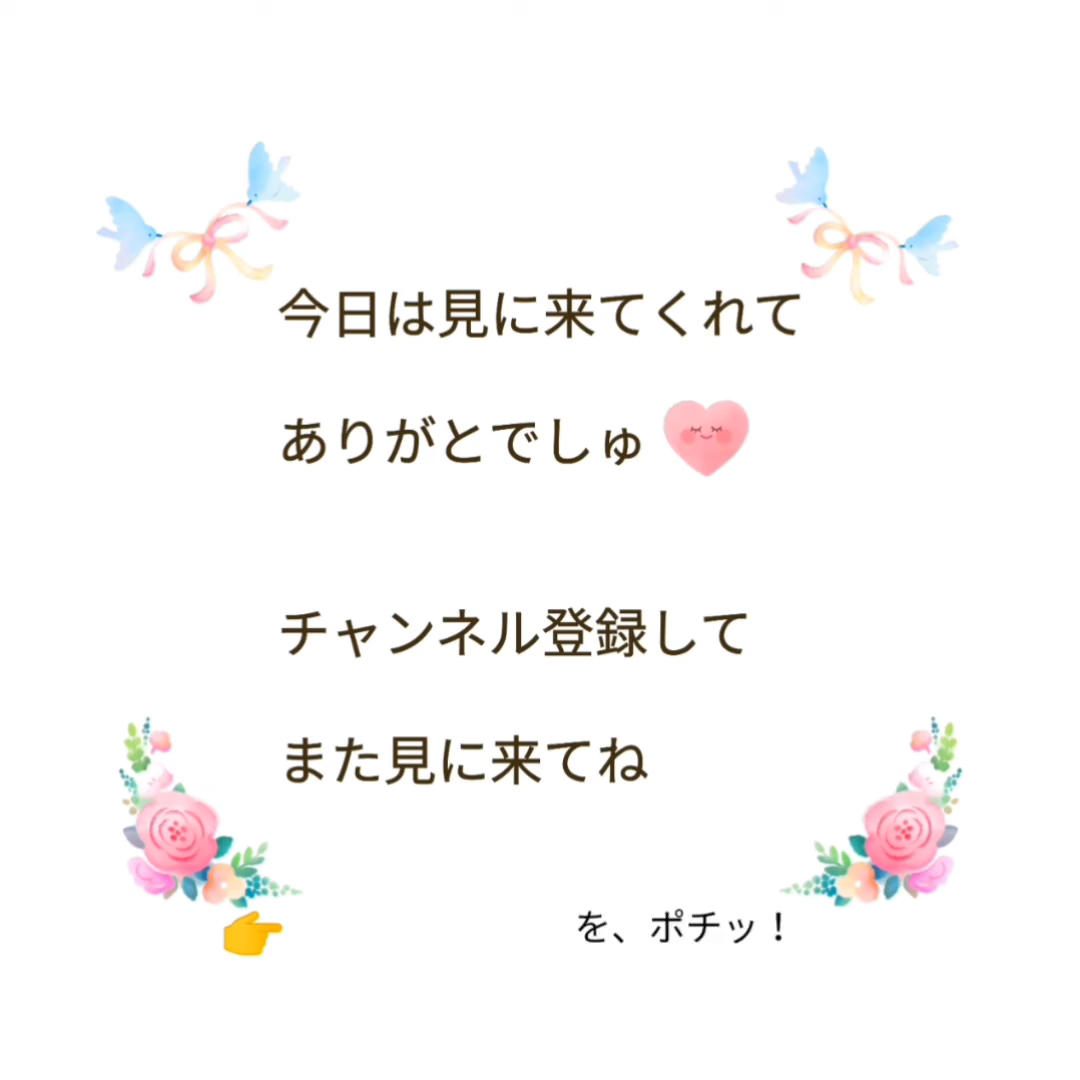 今日は見に来てくれて
ありがとでしゅ
チャンネル登録して
また見に来てね
を、ポチッ！